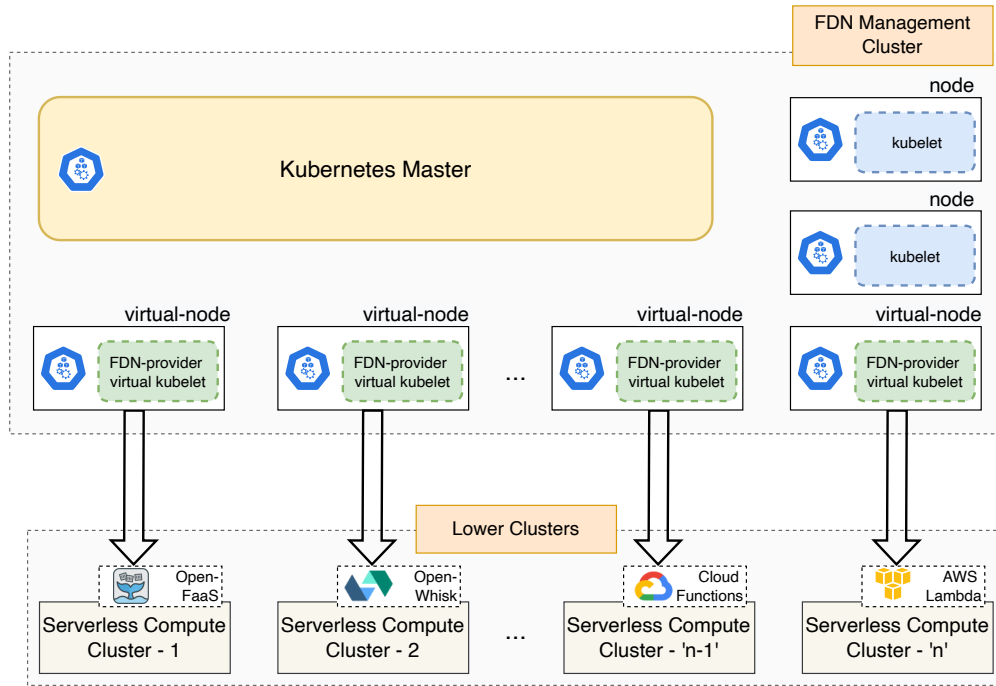 FDN Management
Cluster
node
kubelet
Kubernetes Master
node
kubelet
virtual-node
virtual-node
virtual-node
virtual-node
FDN-provider
virtual kubelet
FDN-provider
virtual kubelet
...
FDN-provider
virtual kubelet
FDN-provider
virtual kubelet
Lower Clusters
Open-
FaaS
Open-
Whisk
Cloud
Functions
AWS
Lambda
Serverless Compute
Cluster - 1
Serverless Compute
Cluster - 2
...
Serverless Compute
Cluster - 'n-1'
Serverless Compute
Cluster - 'n'